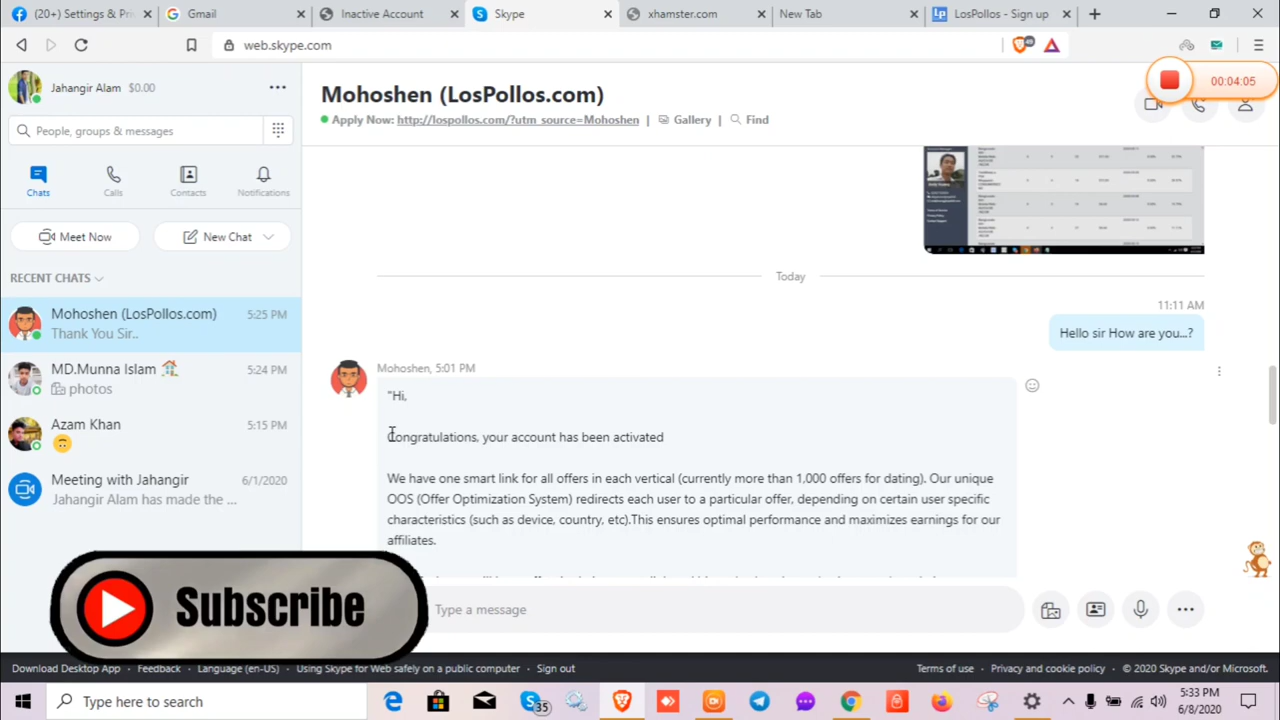 (20+) Settings & Pri
Gmail
Inactive Account
Skype
xhamster.com
New Tab
LosPollos - Sign up
web.skype.com
49
00:04:05
Jahangir Alam $0.00
People, groups & messages
Chats
Calls
Contacts
Notifications
Meet Now
New Chat
RECENT CHATS
Mohoshen (LosPollos.com) 5:25 PM
Thank You Sir..
MD.Munna Islam 5:24 PM
photos
Azam Khan 5:15 PM
Meeting with Jahangir 6/1/2020
Jahangir Alam has made the ...
Mohoshen (LosPollos.com)
Apply Now: http://lospollos.com/?utm_source=Mohoshen | Gallery | Find
Today
11:11 AM
Hello sir How are you...?
Mohoshen, 5:01 PM
"Hi,
Congratulations, your account has been activated
We have one smart link for all offers in each vertical (currently more than 1,000 offers for dating). Our unique
OOS (Offer Optimization System) redirects each user to a particular offer, depending on certain user specific
characteristics (such as device, country, etc).This ensures optimal performance and maximizes earnings for our
affiliates.
Type a message
Subscribe
Download Desktop App Feedback Language (en-US) Using Skype for Web safely on a public computer Sign out
Terms of use Privacy and cookie policy © 2020 Skype and/or Microsoft.
Type here to search
35
5:33 PM
6/8/2020